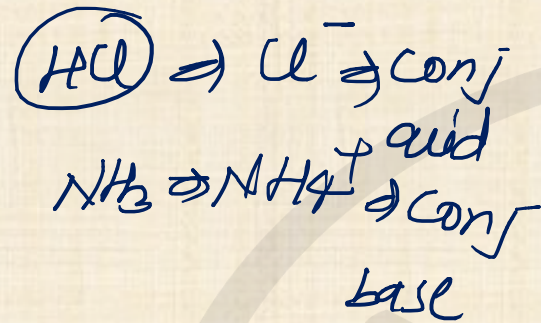 HCl ⇒ Cl⁻ ⇒ Conj
acid
NH3 ⇒ NH4⁺ ⇒ Conj
base